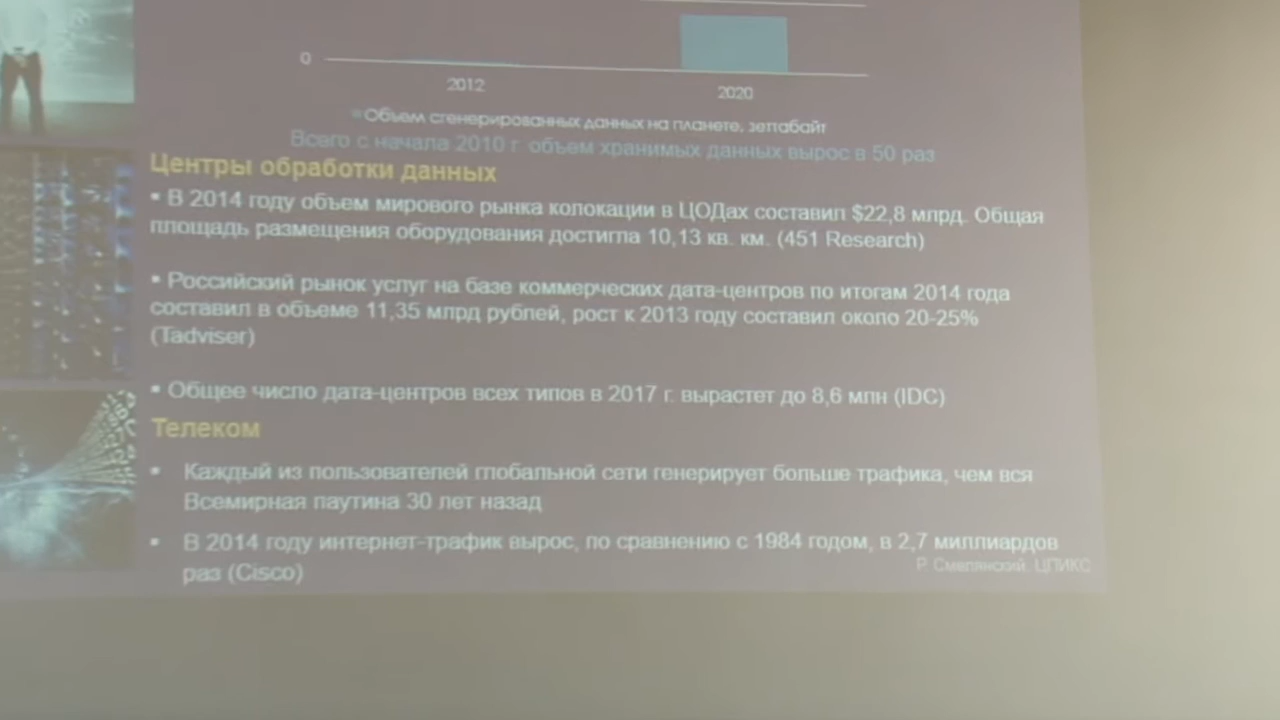 0
2012
2020
Объем сгенерированных данных на планете, зеттабайт
Всего с начала 2010 г. объем хранимых данных вырос в 50 раз
Центры обработки данных
▪ В 2014 году объем мирового рынка колокации в ЦОДах составил $22,8 млрд. Общая
площадь размещения оборудования достигла 10,13 кв. км. (451 Research)
▪ Российский рынок услуг на базе коммерческих дата-центров по итогам 2014 года
составил в объеме 11,35 млрд рублей, рост к 2013 году составил около 20-25%
(Tadviser)
▪ Общее число дата-центров всех типов в 2017 г. вырастет до 8,6 млн (IDC)
Телеком
• Каждый из пользователей глобальной сети генерирует больше трафика, чем вся
Всемирная паутина 30 лет назад
• В 2014 году интернет-трафик вырос, по сравнению с 1984 годом, в 2,7 миллиардов
раз (Cisco)
Р. Смелянский. ЦПИКС